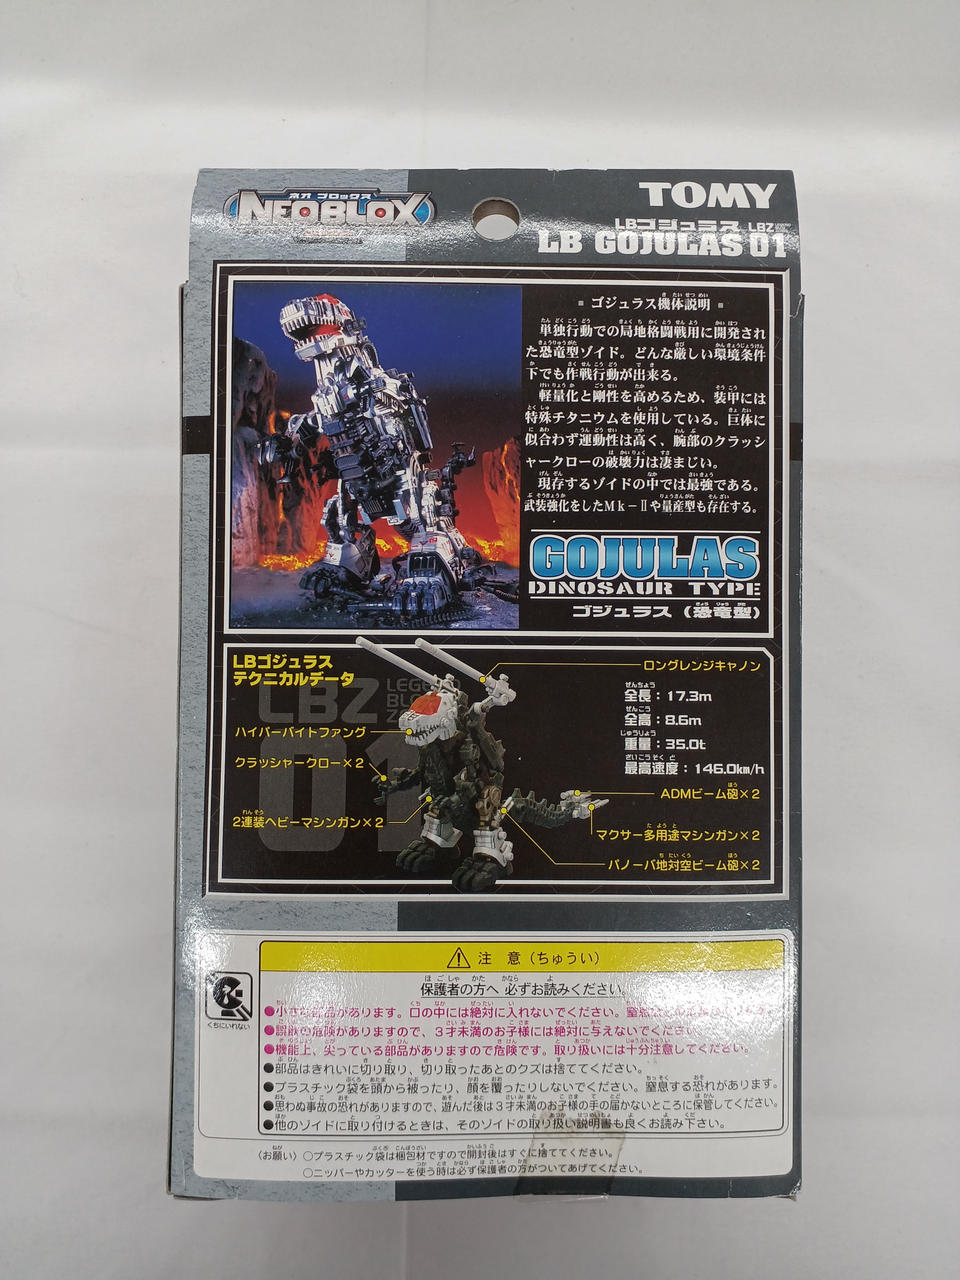 ネオ ブロックス
NEOBLOX
TOMY
LBゴジュラス LBZ
LB GOJULAS 01
ゴジュラス機体説明
単独行動での局地格闘戦用に開発され
た恐竜型ゾイド。どんな厳しい環境条件
下でも作戦行動が出来る。
軽量化と剛性を高めるため、装甲には
特殊チタニウムを使用している。巨体に
似合わず運動性は高く、腕部のクラッシ
ャークローの破壊力は凄まじい。
現存するゾイドの中では最強である。
武装強化をしたMk-Ⅱや量産型も存在する。
GOJULAS
DINOSAUR TYPE
ゴジュラス(恐竜型)
LBゴジュラス
テクニカルデータ
LBZ
01
ロングレンジキャノン
全長:17.3m
全高:8.6m
重量:35.0t
最高速度:146.0km/h
ハイパーバイトファング
クラッシャークロー×2
2連装ヘビーマシンガン×2
ADMビーム砲×2
マクサー多用途マシンガン×2
パノーバ地対空ビーム砲×2
注 意(ちゅうい)
保護者の方へ 必ずお読みください。
くちにいれない
●小さな部品があります。口の中には絶対に入れないでください。
●誤飲の危険がありますので、3才未満のお子様には絶対に与えないでください。
●機能上、尖っている部品がありますので危険です。取り扱いには十分注意してください。
●部品はきれいに切り取り、切り取ったあとのクズは捨ててください。
●プラスチック袋を頭から被ったり、顔を覆ったりしないでください。窒息する恐れがあります。
●思わぬ事故の恐れがありますので、遊んだ後は3才未満のお子様の手の届かないところに保管してください。
●他のゾイドに取り付けるときは、そのゾイドの取り扱い説明書も良くお読み下さい。
〈お願い〉○プラスチック袋は梱包材ですので開封後はすぐに捨ててください。
○ニッパーやカッターを使う時は必ず保護者の方がついてあげてください。